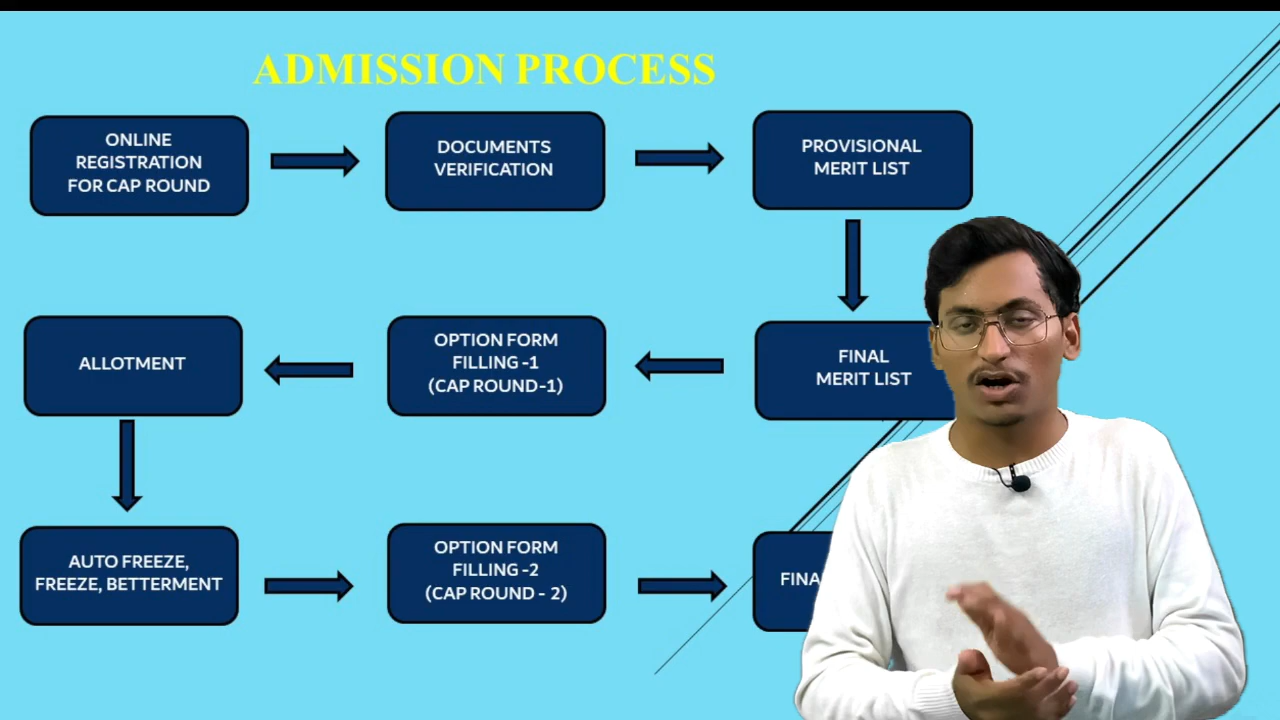 ADMISSION PROCESS
ONLINE
REGISTRATION
FOR CAP ROUND
DOCUMENTS
VERIFICATION
PROVISIONAL
MERIT LIST
FINAL
MERIT LIST
OPTION FORM
FILLING -1
(CAP ROUND-1)
ALLOTMENT
AUTO FREEZE,
FREEZE, BETTERMENT
OPTION FORM
FILLING -2
(CAP ROUND - 2)